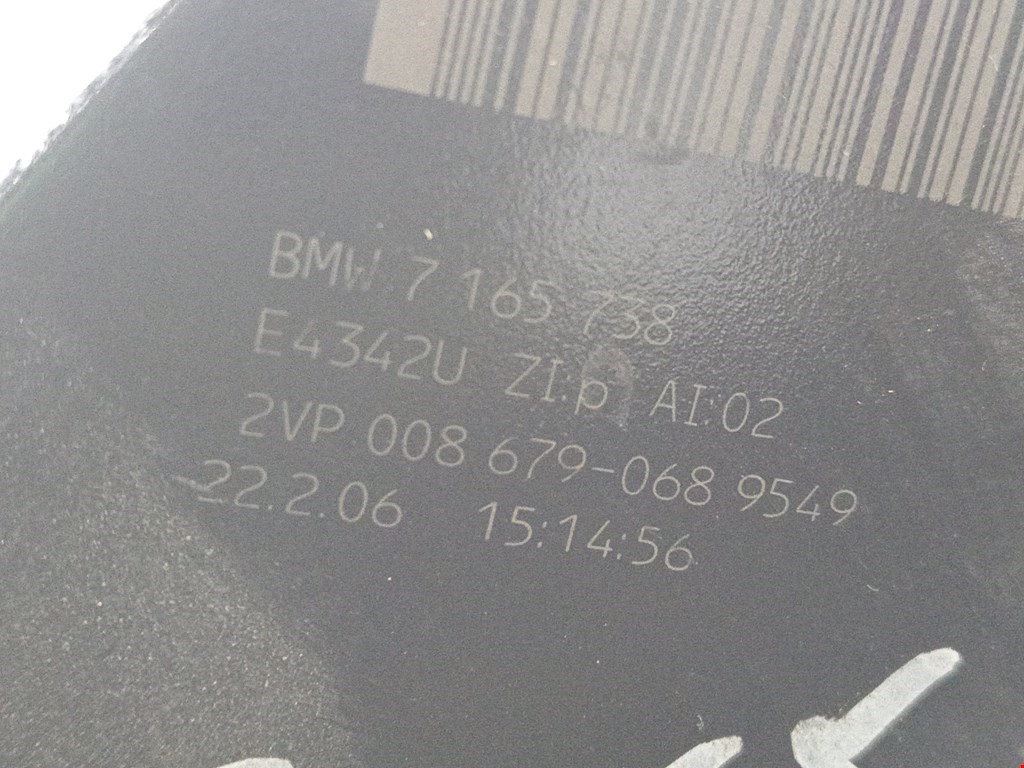 BMW 7 165 738
E4342U ZI:p AI:02
2VP 008 679-068 9549
22.2.06 15:14:56